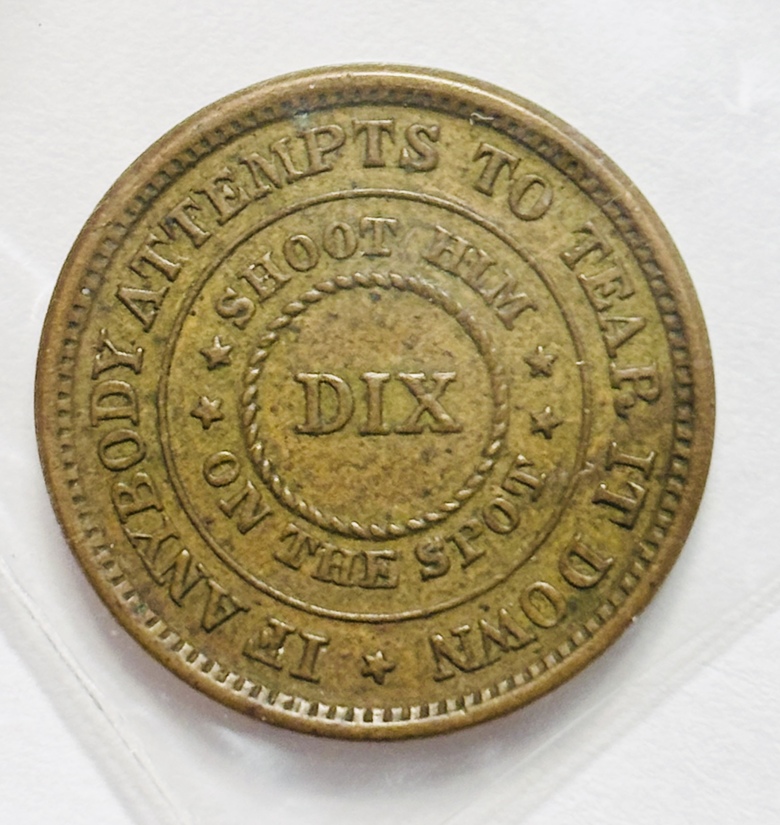 IF ANYBODY ATTEMPTS TO TEAR IT DOWN
SHOOT HIM
ON THE SPOT
DIX